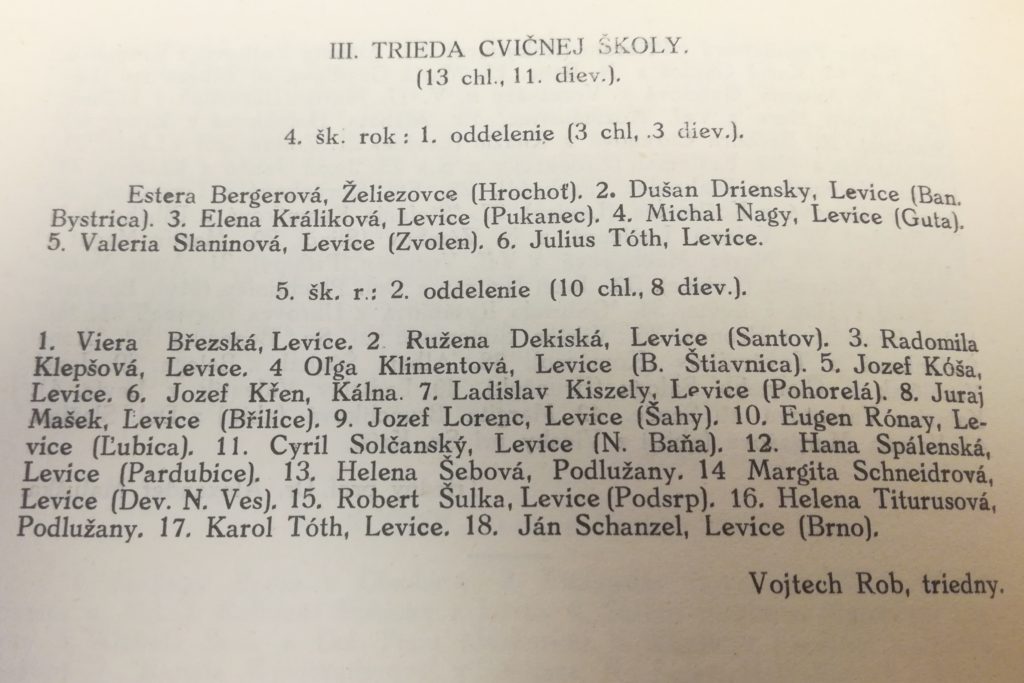 III. TRIEDA CVIČNEJ ŠKOLY.
(13 chl., 11. diev.).
4. šk. rok : 1. oddelenie (3 chl, .3 diev.).
Estera Bergerová, Želiezovce (Hrochoť). 2. Dušan Driensky, Levice (Ban.
Bystrica). 3. Elena Králiková, Levice (Pukanec). 4. Michal Nagy, Levice (Guta).
5. Valeria Slaninová, Levice (Zvolen). 6. Julius Tóth, Levice.
5. šk. r.: 2. oddelenie (10 chl., 8 diev.).
1. Viera Břežská, Levice. 2 Ružena Dekiská, Levice (Santov). 3. Radomila
Klepšová, Levice. 4 Oľga Klimentová, Levice (B. Štiavnica). 5. Jozef Kóša,
Levice. 6. Jozef Křen, Kálna. 7. Ladislav Kiszely, Levice (Pohorelá). 8. Juraj
Mašek, Levice (Břilice). 9. Jozef Lorenc, Levice (Šahy). 10. Eugen Rónay, Le-
vice (Ľubica). 11. Cyril Solčanský, Levice (N. Baňa). 12. Hana Spálenská,
Levice (Pardubice). 13. Helena Šebová, Podlužany. 14 Margita Schneidrová,
Levice (Dev. N. Ves). 15. Robert Šulka, Levice (Podsrp). 16. Helena Titurusová,
Podlužany. 17. Karol Tóth, Levice. 18. Ján Schanzel, Levice (Brno).
Vojtech Rob, triedny.